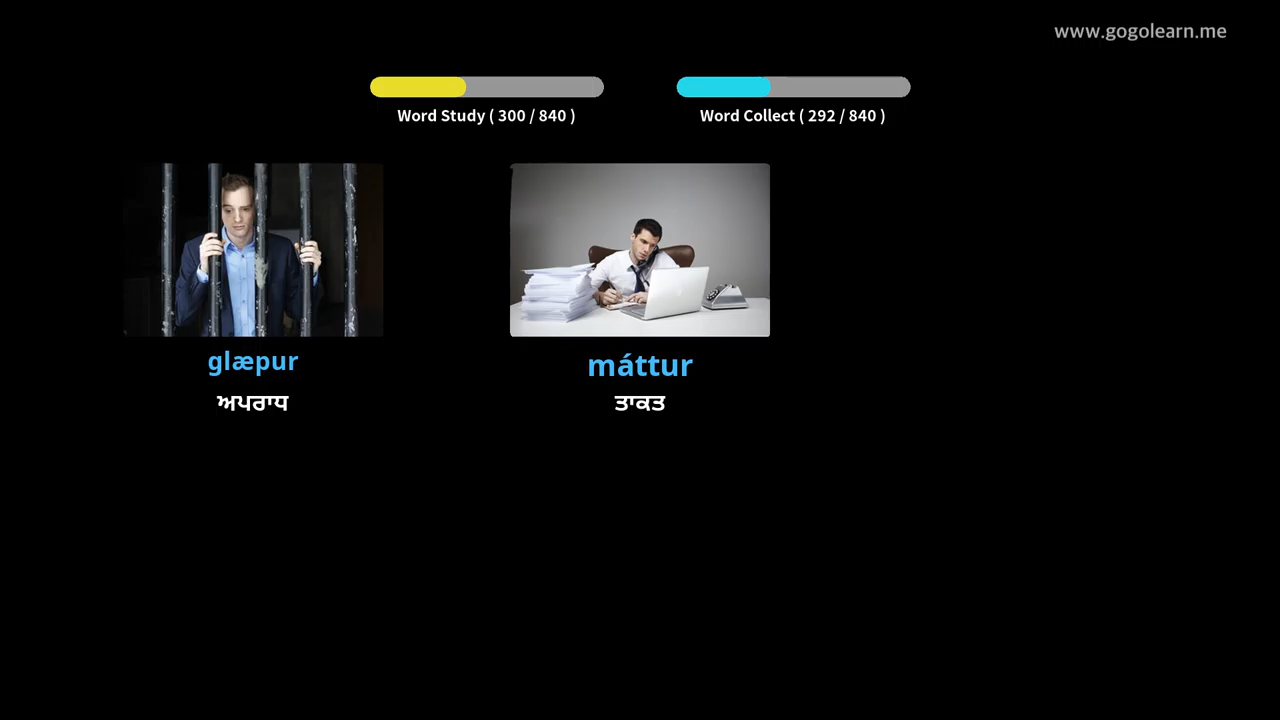 www.gogolearn.me
Word Study ( 300 / 840 )
Word Collect ( 292 / 840 )
glæpur
ਅਪਰਾਧ
máttur
ਤਾਕਤ